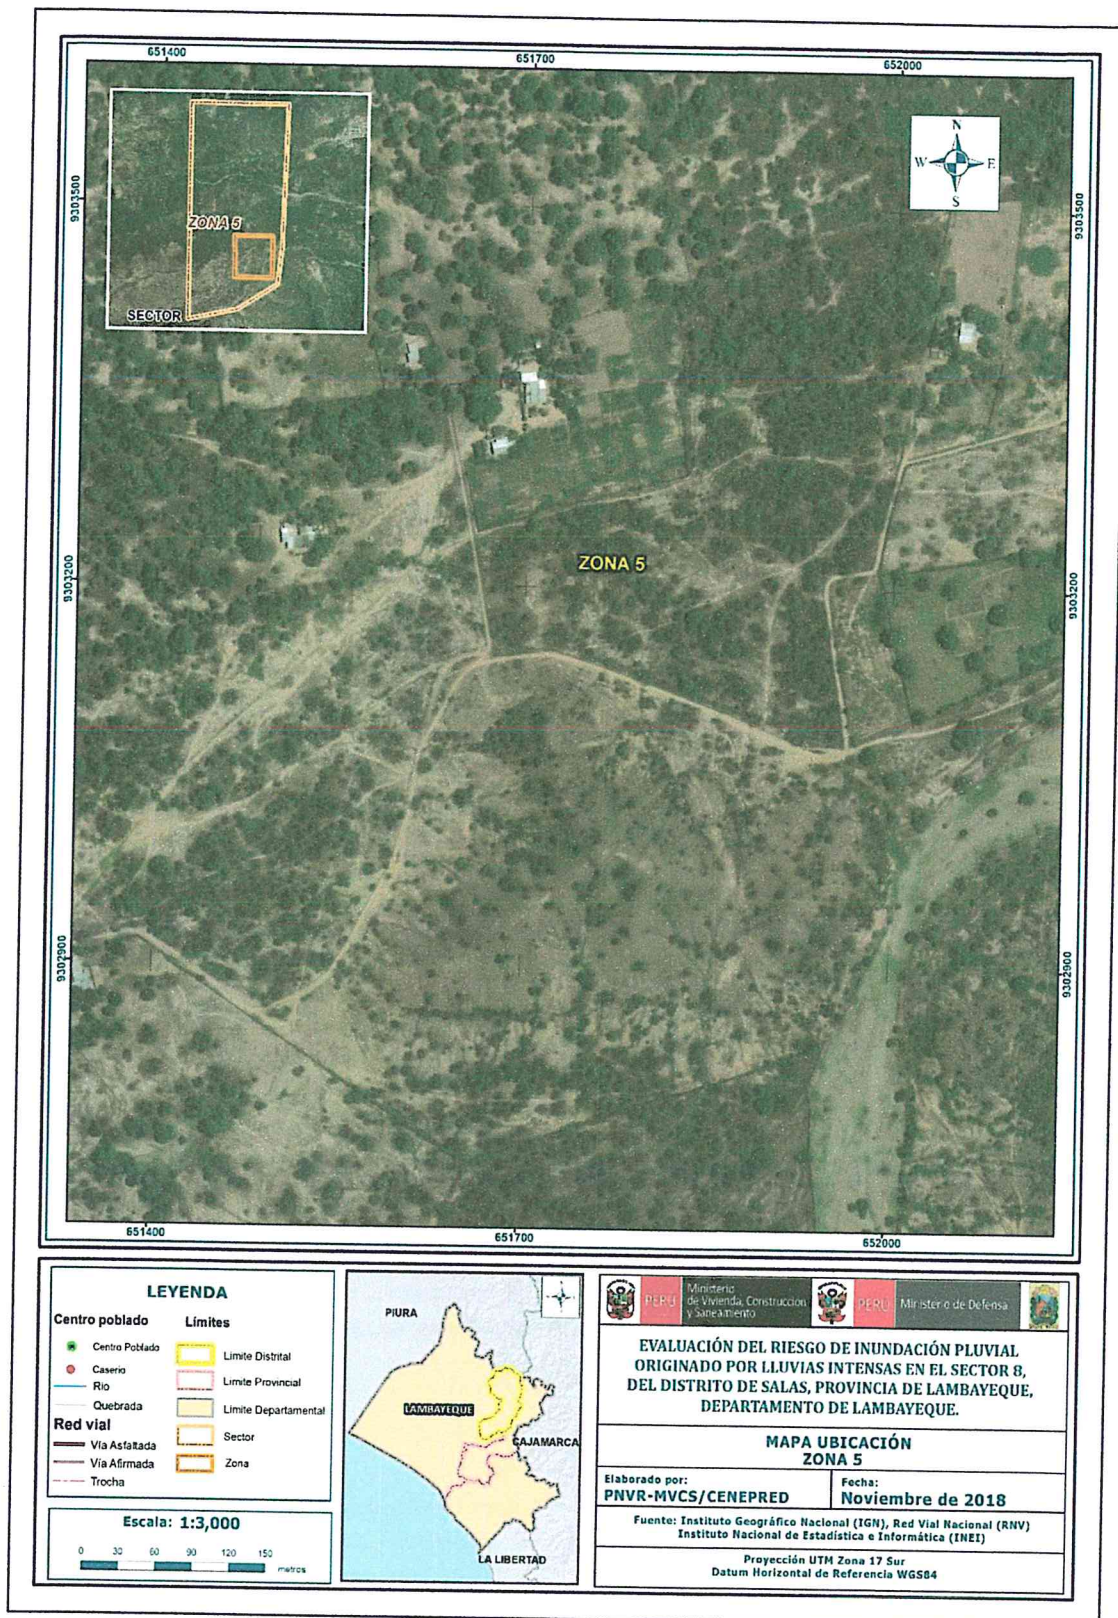 651400
651700
652000
N
W
E
S
9303500
9303500
ZONA 5
SECTOR
ZONA 5
9303200
9303200
9302900
9302900
651400
651700
652000
LEYENDA
Centro poblado
Centro Poblado
Caserio
Rio
Quebrada
Red vial
Vía Asfaltada
Vía Afirmada
Trocha
Límites
Limite Distrital
Limite Provincial
Limite Departamental
Sector
Zona
Escala: 1:3,000
0 30 60 90 120 150
metros
PIURA
LAMBAYEQUE
CAJAMARCA
LA LIBERTAD
PERÚ
Ministerio
de Vivienda, Construcción
y Saneamiento
PERÚ
Ministerio de Defensa
EVALUACIÓN DEL RIESGO DE INUNDACIÓN PLUVIAL
ORIGINADO POR LLUVIAS INTENSAS EN EL SECTOR 8,
DEL DISTRITO DE SALAS, PROVINCIA DE LAMBAYEQUE,
DEPARTAMENTO DE LAMBAYEQUE.
MAPA UBICACIÓN
ZONA 5
Elaborado por:
PNVR-MVCS/CENEPRED
Fecha:
Noviembre de 2018
Fuente: Instituto Geográfico Nacional (IGN), Red Vial Nacional (RNV)
Instituto Nacional de Estadística e Informática (INEI)
Proyección UTM Zona 17 Sur
Datum Horizontal de Referencia WGS84